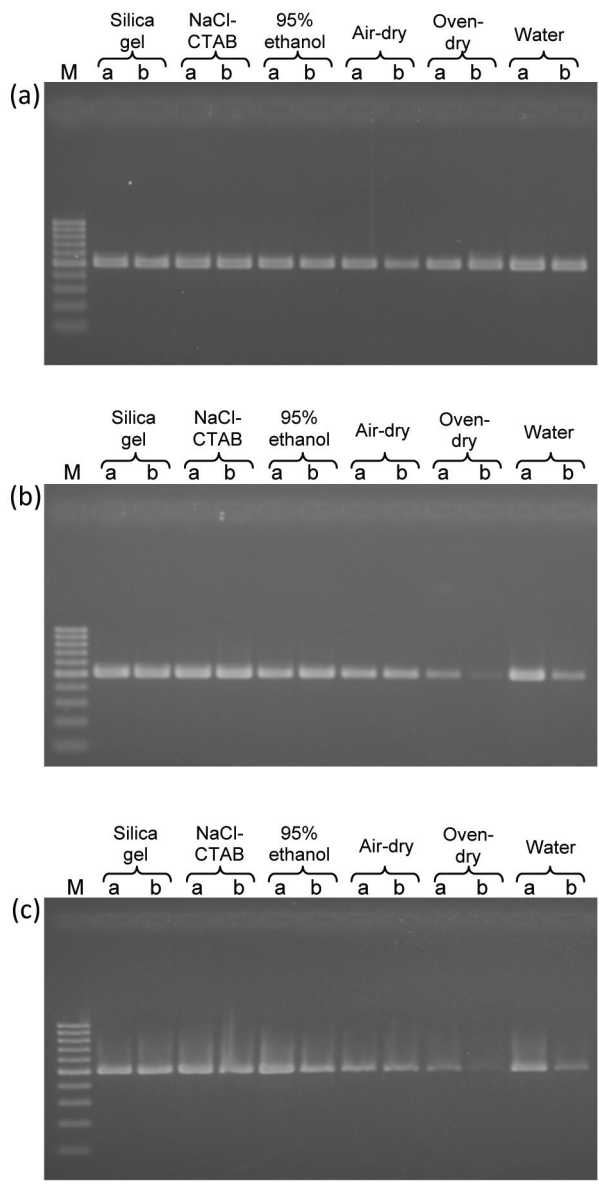 Silica gel NaCl-CTAB 95% ethanol Air-dry Oven-dry Water
M a b a b a b a b a b a b
(a)
Silica gel NaCl-CTAB 95% ethanol Air-dry Oven-dry Water
M a b a b a b a b a b a b
(b)
Silica gel NaCl-CTAB 95% ethanol Air-dry Oven-dry Water
M a b a b a b a b a b a b
(c)